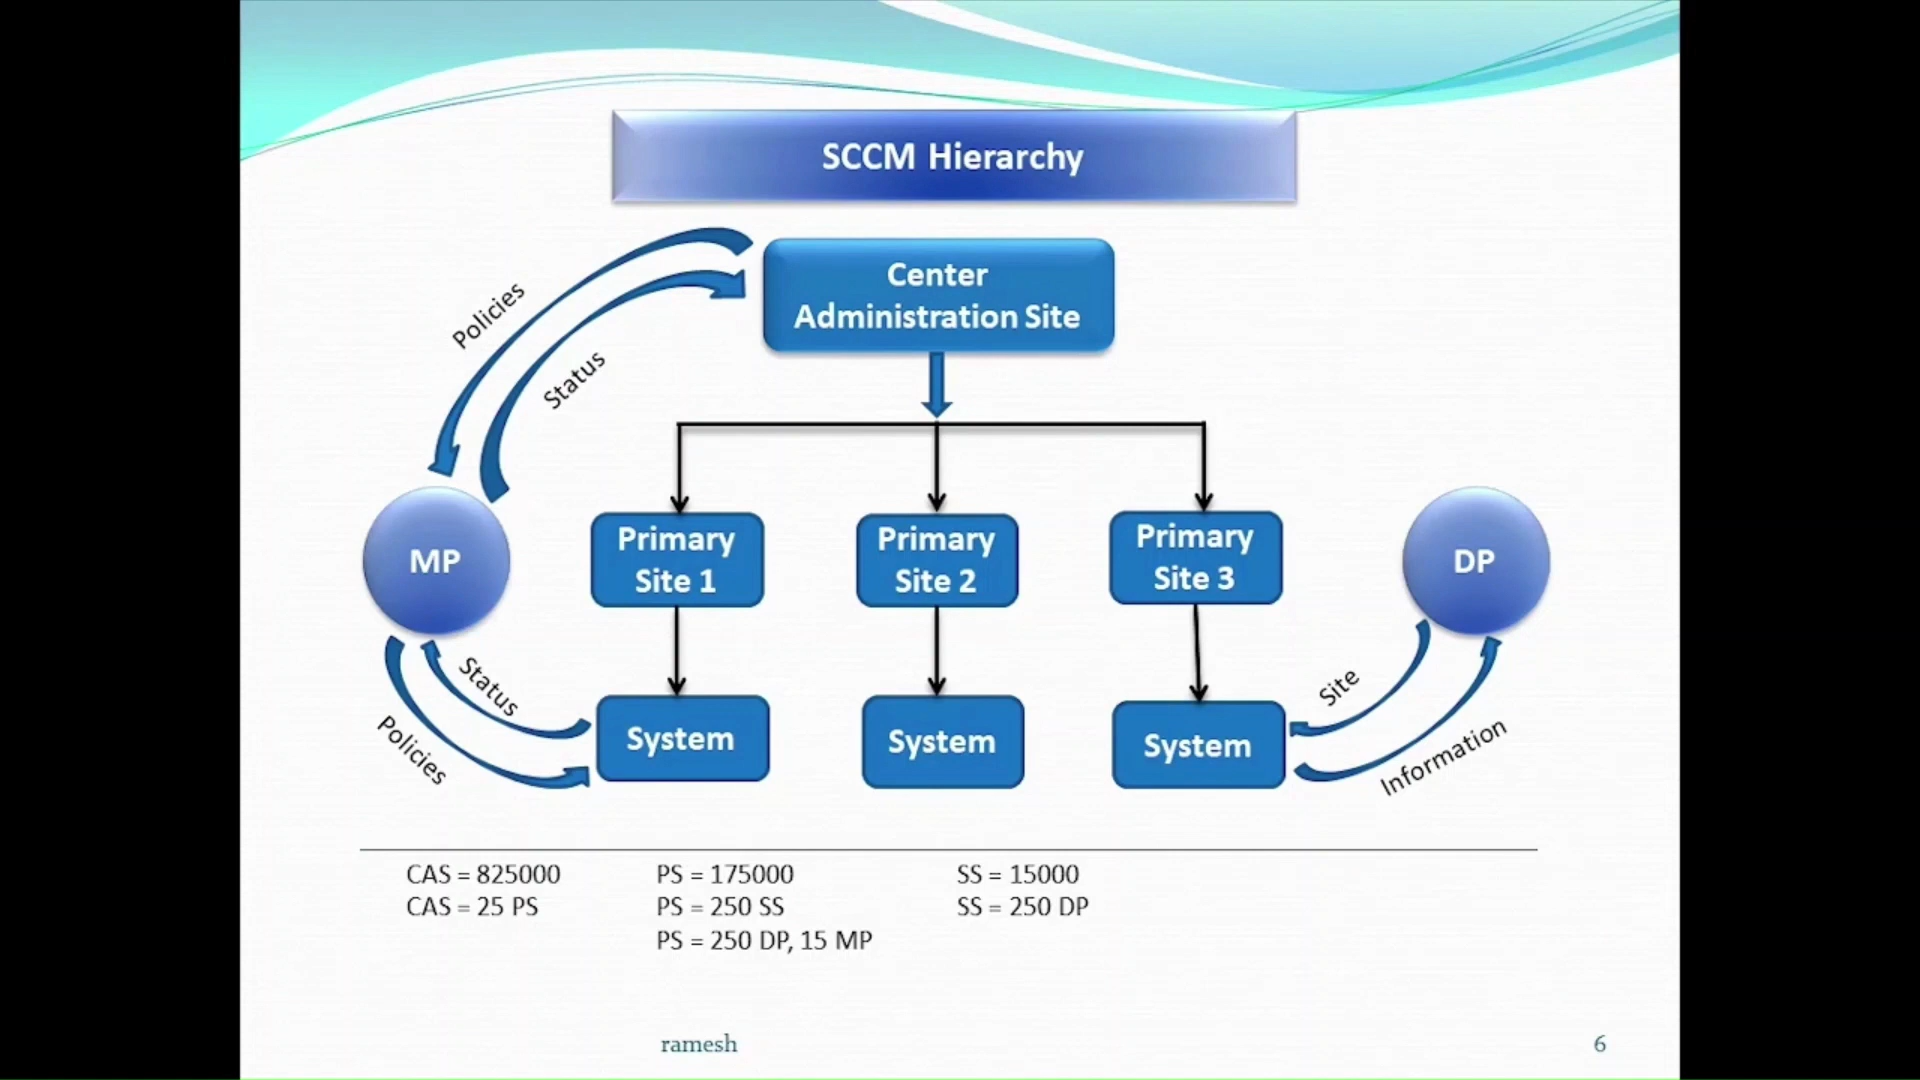 SCCM Hierarchy
Center
Administration Site
Policies
Status
MP
Primary
Site 1
Primary
Site 2
Primary
Site 3
DP
Status
Policies
System
System
System
Site
Information
CAS = 825000
CAS = 25 PS
PS = 175000
PS = 250 SS
PS = 250 DP, 15 MP
SS = 15000
SS = 250 DP
ramesh
6